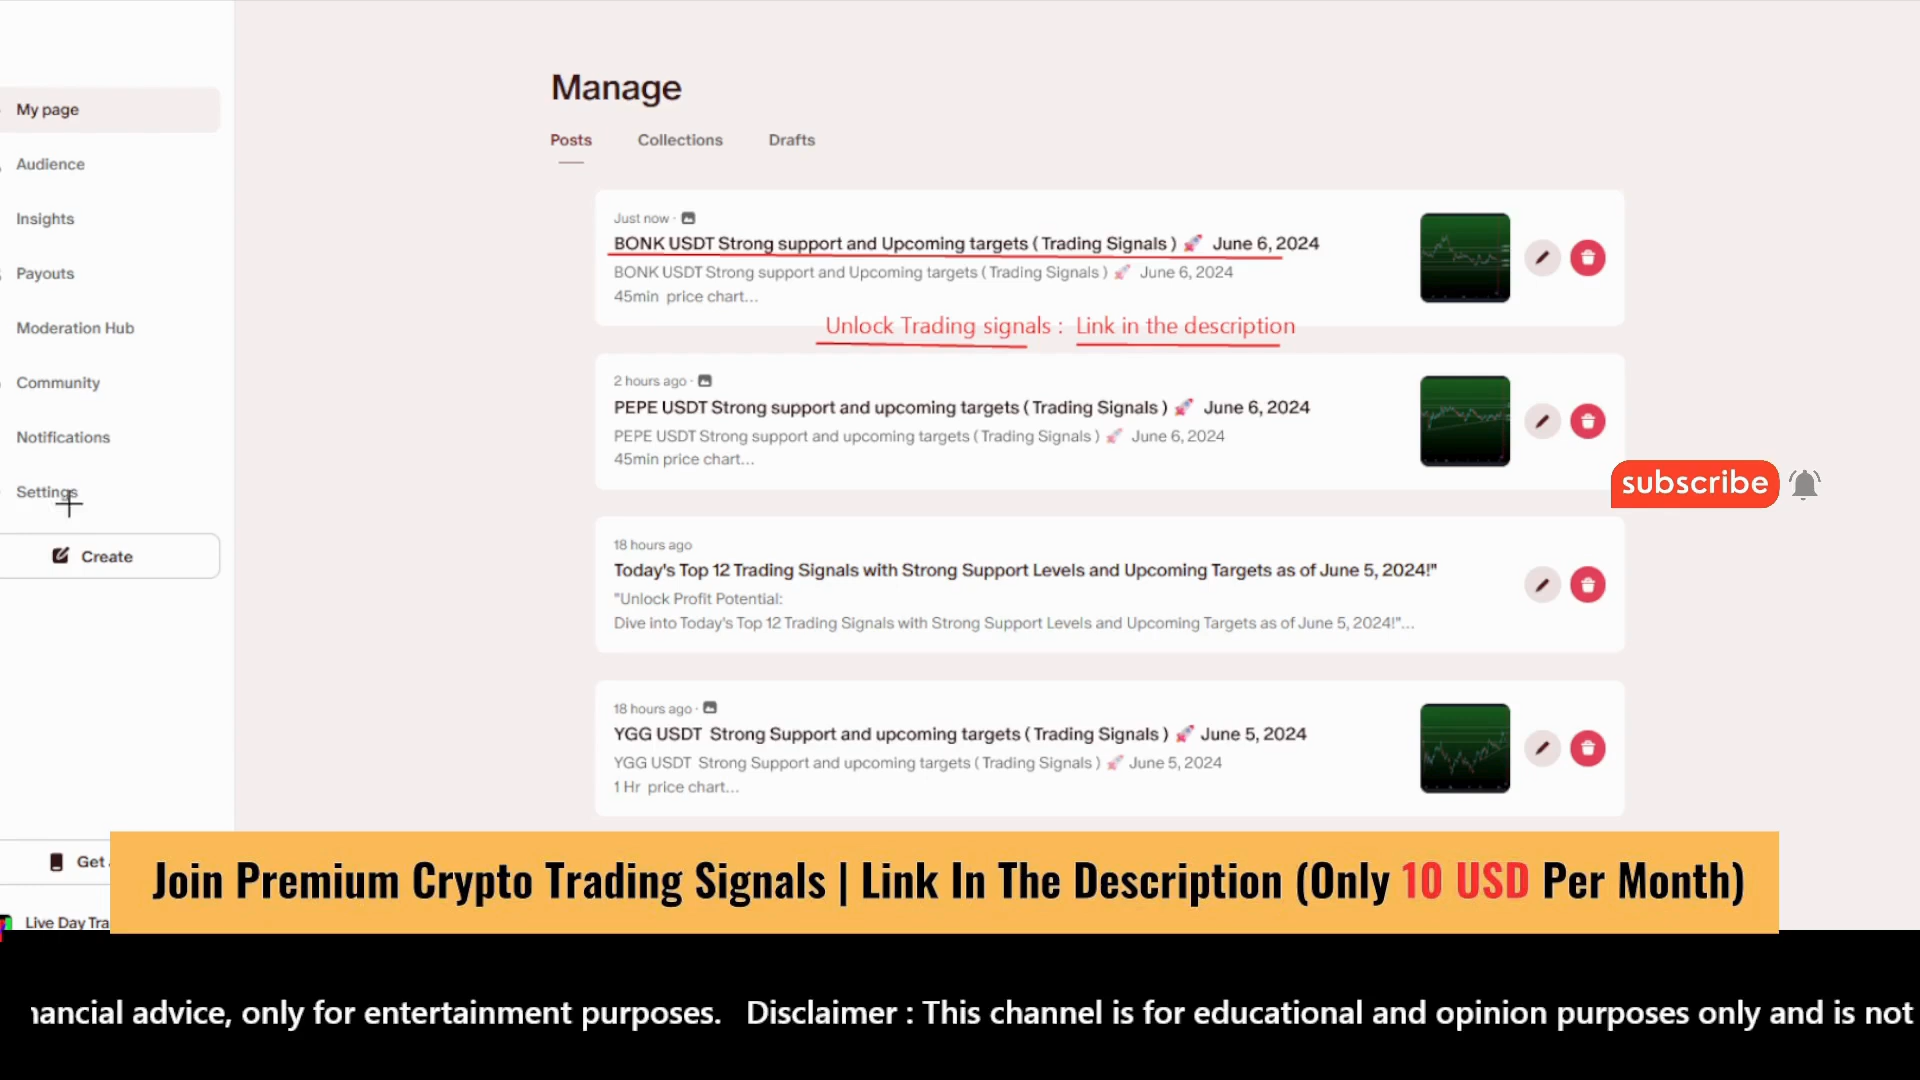 My page
Audience
Insights
Payouts
Moderation Hub
Community
Notifications
Settings
Create
Get
Live Day Tra
Manage
Posts Collections Drafts
Just now ·
BONK USDT Strong support and Upcoming targets ( Trading Signals ) 🚀 June 6, 2024
BONK USDT Strong support and Upcoming targets ( Trading Signals ) 🚀 June 6, 2024
45min price chart...
Unlock Trading signals : Link in the description
2 hours ago ·
PEPE USDT Strong support and upcoming targets ( Trading Signals ) 🚀 June 6, 2024
PEPE USDT Strong support and upcoming targets ( Trading Signals ) 🚀 June 6, 2024
45min price chart...
subscribe
18 hours ago
Today's Top 12 Trading Signals with Strong Support Levels and Upcoming Targets as of June 5, 2024!"
"Unlock Profit Potential:
Dive into Today's Top 12 Trading Signals with Strong Support Levels and Upcoming Targets as of June 5, 2024!"...
18 hours ago ·
YGG USDT Strong Support and upcoming targets ( Trading Signals ) 🚀 June 5, 2024
YGG USDT Strong Support and upcoming targets ( Trading Signals ) 🚀 June 5, 2024
1 Hr price chart...
Join Premium Crypto Trading Signals | Link In The Description (Only 10 USD Per Month)
nancial advice, only for entertainment purposes. Disclaimer : This channel is for educational and opinion purposes only and is not